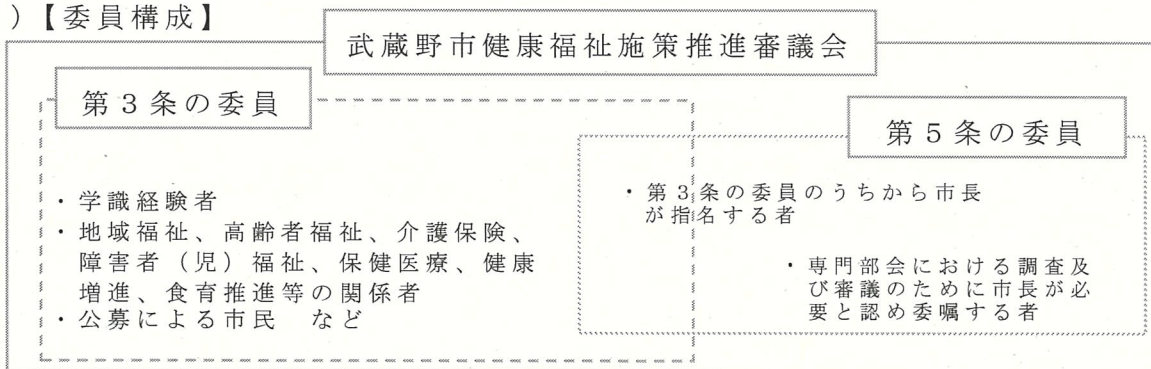 ）【委員構成】
武蔵野市健康福祉施策推進審議会
第３条の委員
・学識経験者
・地域福祉、高齢者福祉、介護保険、
障害者（児）福祉、保健医療、健康
増進、食育推進等の関係者
・公募による市民　など
第５条の委員
・第３条の委員のうちから市長
が指名する者
・専門部会における調査及
び審議のために市長が必
要と認め委嘱する者